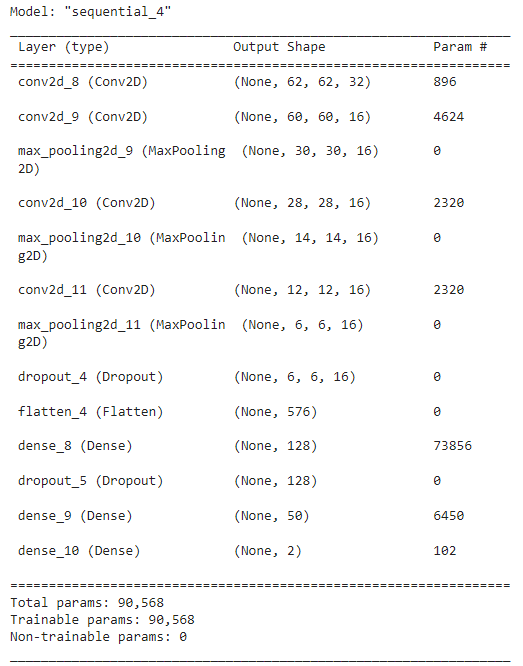 Model: "sequential_4"
_________________________________________________________________
Layer (type) Output Shape Param #
=================================================================
conv2d_8 (Conv2D) (None, 62, 62, 32) 896
conv2d_9 (Conv2D) (None, 60, 60, 16) 4624
max_pooling2d_9 (MaxPooling (None, 30, 30, 16) 0
2D)
conv2d_10 (Conv2D) (None, 28, 28, 16) 2320
max_pooling2d_10 (MaxPoolin (None, 14, 14, 16) 0
g2D)
conv2d_11 (Conv2D) (None, 12, 12, 16) 2320
max_pooling2d_11 (MaxPoolin (None, 6, 6, 16) 0
g2D)
dropout_4 (Dropout) (None, 6, 6, 16) 0
flatten_4 (Flatten) (None, 576) 0
dense_8 (Dense) (None, 128) 73856
dropout_5 (Dropout) (None, 128) 0
dense_9 (Dense) (None, 50) 6450
dense_10 (Dense) (None, 2) 102
=================================================================
Total params: 90,568
Trainable params: 90,568
Non-trainable params: 0
_________________________________________________________________